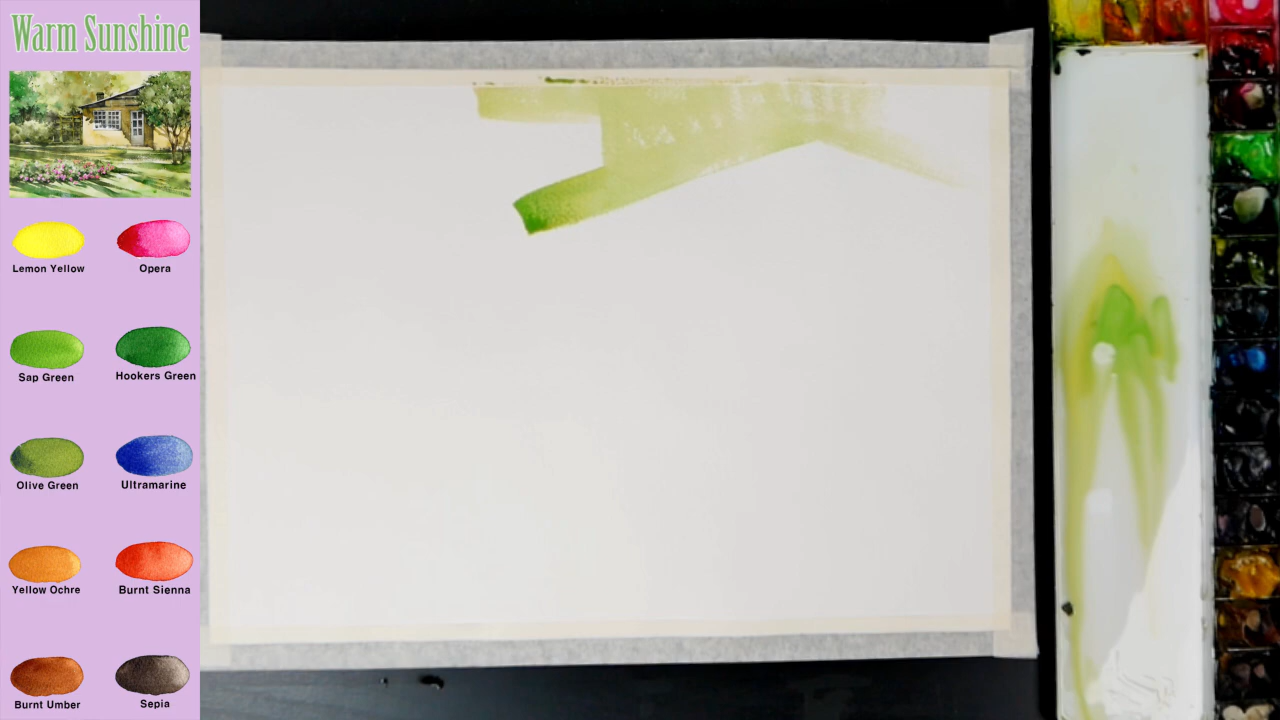 Warm Sunshine
Lemon Yellow
Opera
Sap Green
Hookers Green
Olive Green
Ultramarine
Yellow Ochre
Burnt Sienna
Burnt Umber
Sepia